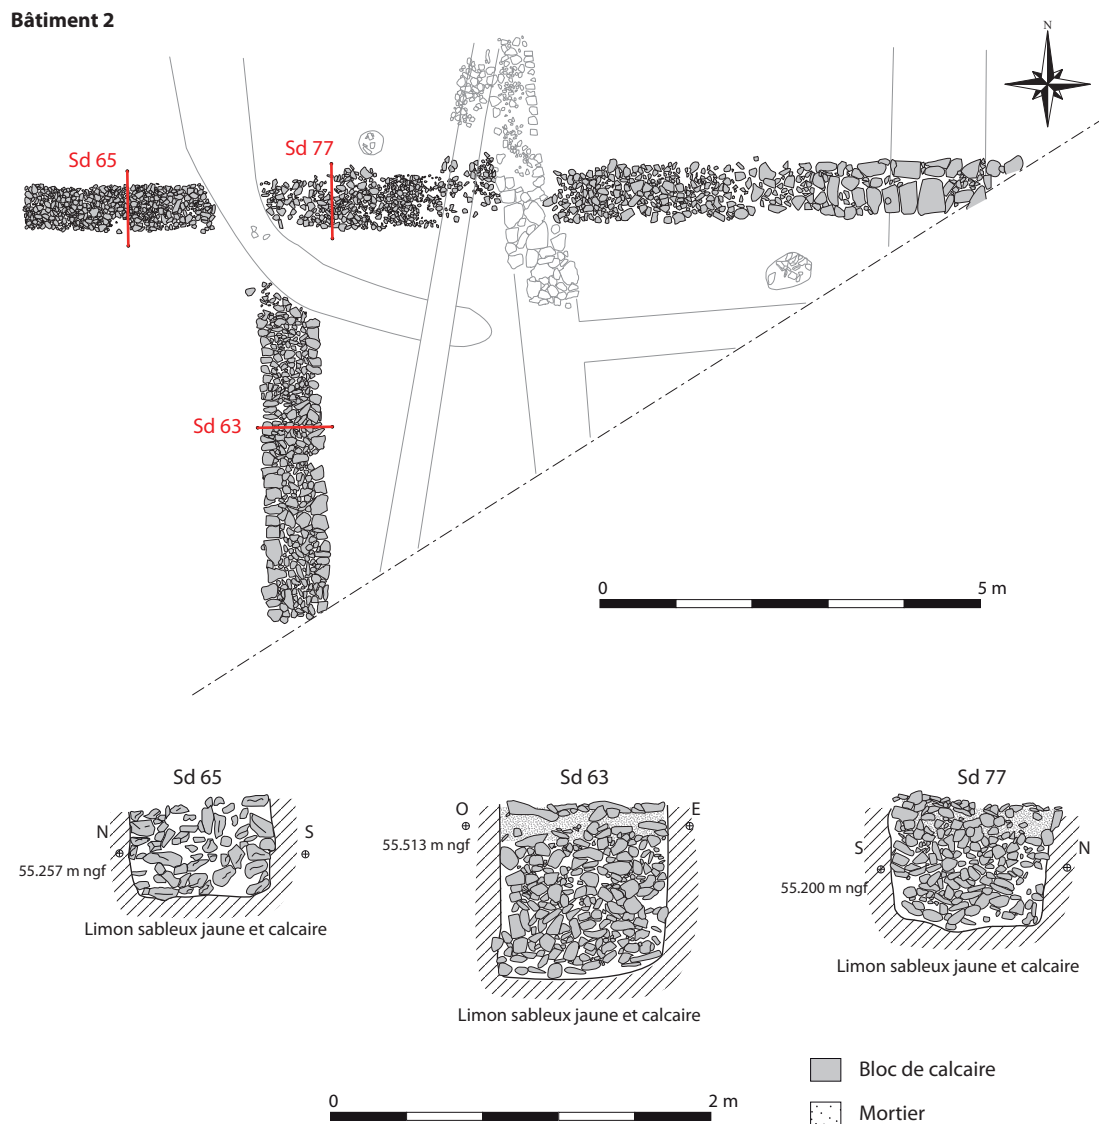 Bâtiment 2
N
Sd 65
Sd 77
Sd 63
0 5 m
Sd 65
N S
55.257 m ngf
Limon sableux jaune et calcaire
Sd 63
O E
55.513 m ngf
Limon sableux jaune et calcaire
Sd 77
S N
55.200 m ngf
Limon sableux jaune et calcaire
0 2 m
Bloc de calcaire
Mortier